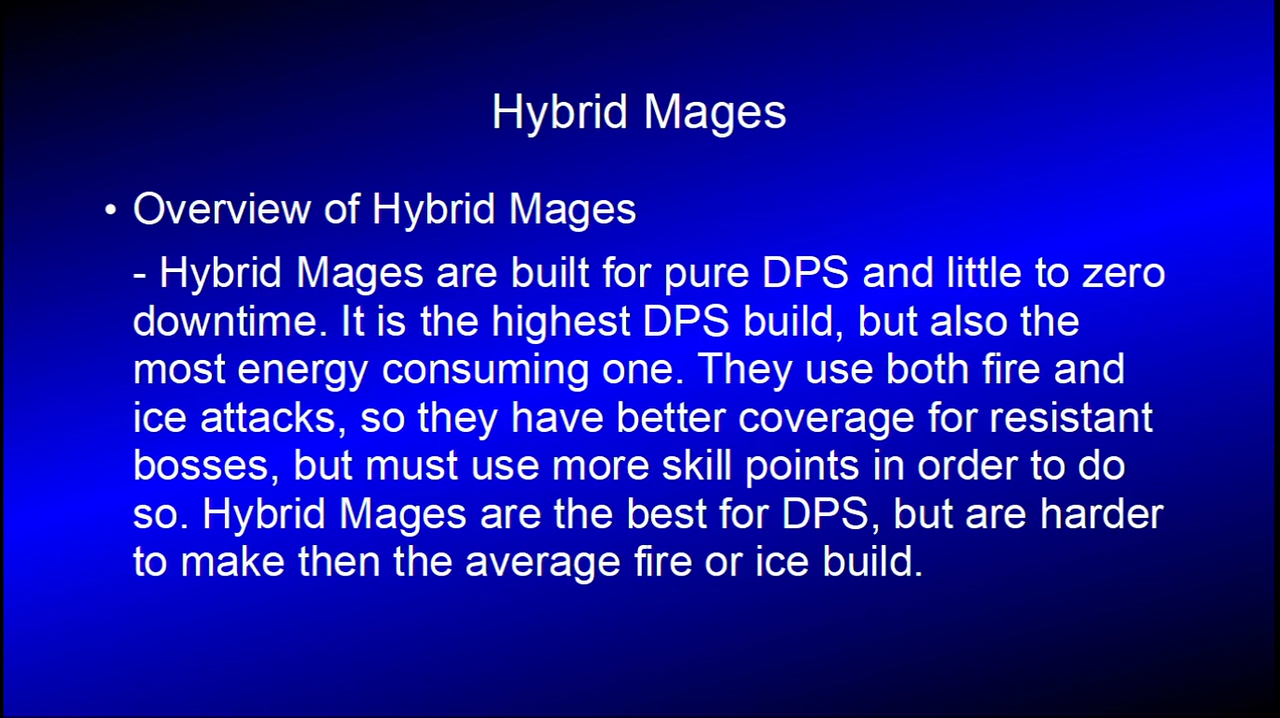 Hybrid Mages
• Overview of Hybrid Mages
- Hybrid Mages are built for pure DPS and little to zero
downtime. It is the highest DPS build, but also the
most energy consuming one. They use both fire and
ice attacks, so they have better coverage for resistant
bosses, but must use more skill points in order to do
so. Hybrid Mages are the best for DPS, but are harder
to make then the average fire or ice build.